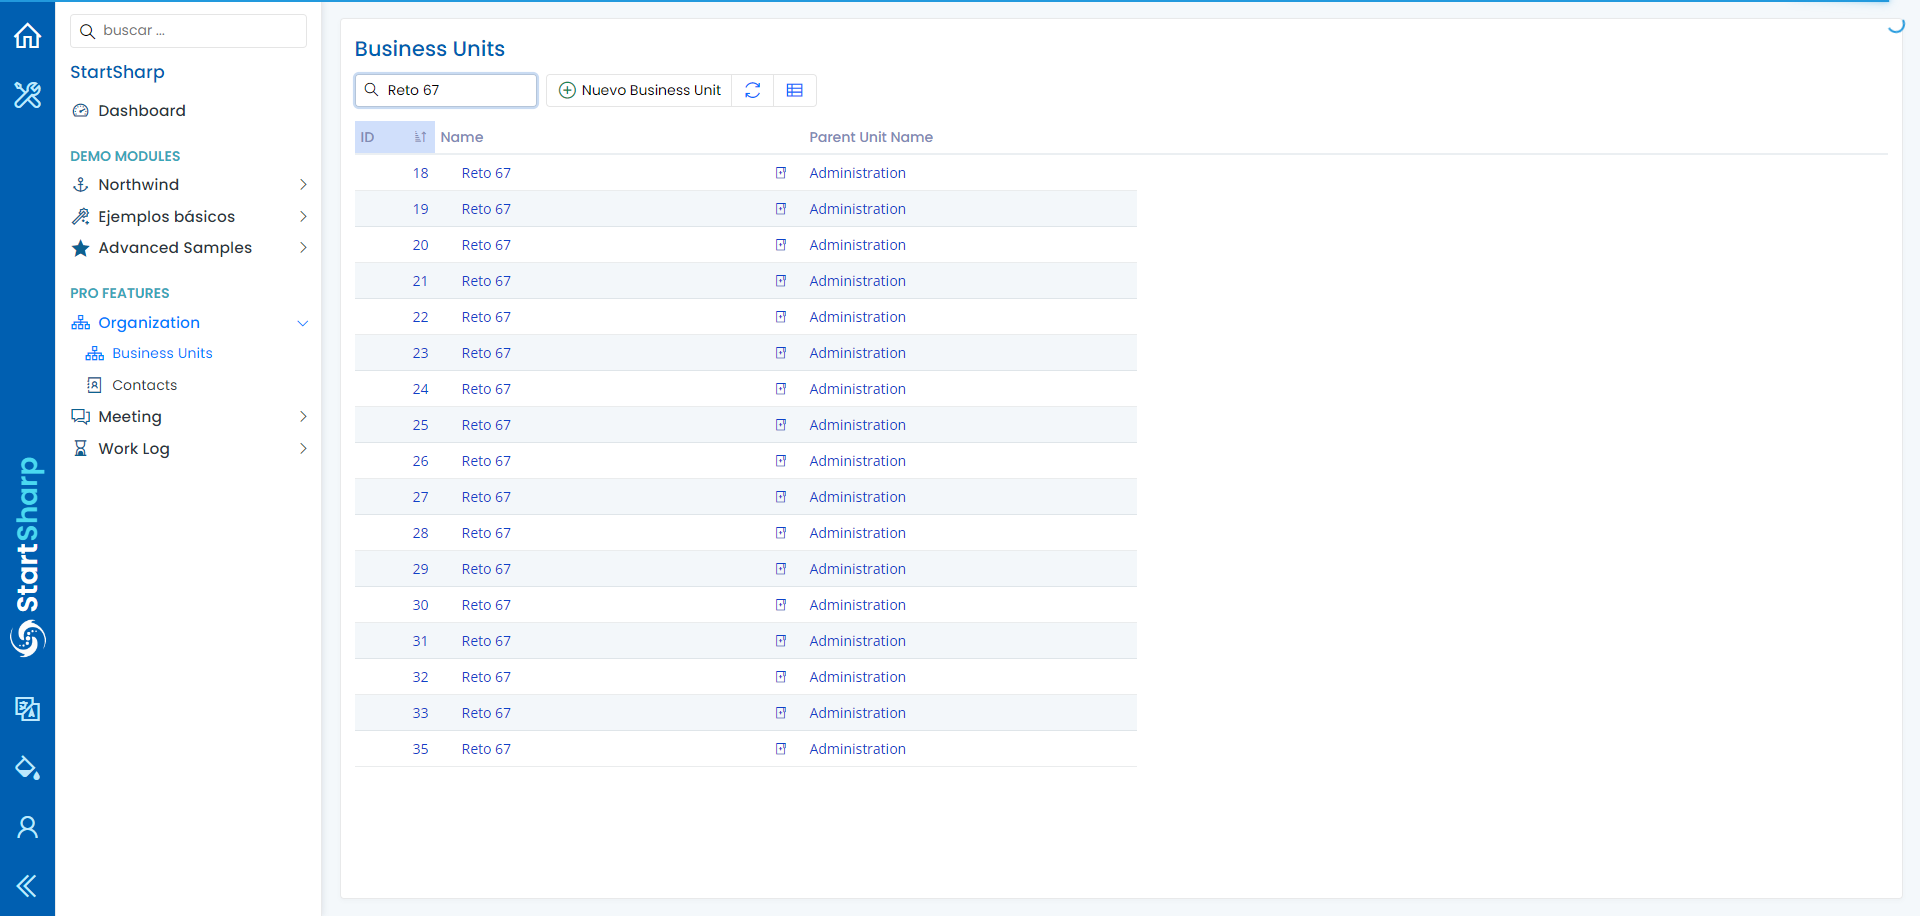 buscar ...
StartSharp
Dashboard
DEMO MODULES
Northwind
Ejemplos básicos
Advanced Samples
PRO FEATURES
Organization
Business Units
Contacts
Meeting
Work Log
StartSharp
Business Units
Reto 67
Nuevo Business Unit
ID Name Parent Unit Name
18 Reto 67 Administration
19 Reto 67 Administration
20 Reto 67 Administration
21 Reto 67 Administration
22 Reto 67 Administration
23 Reto 67 Administration
24 Reto 67 Administration
25 Reto 67 Administration
26 Reto 67 Administration
27 Reto 67 Administration
28 Reto 67 Administration
29 Reto 67 Administration
30 Reto 67 Administration
31 Reto 67 Administration
32 Reto 67 Administration
33 Reto 67 Administration
35 Reto 67 Administration